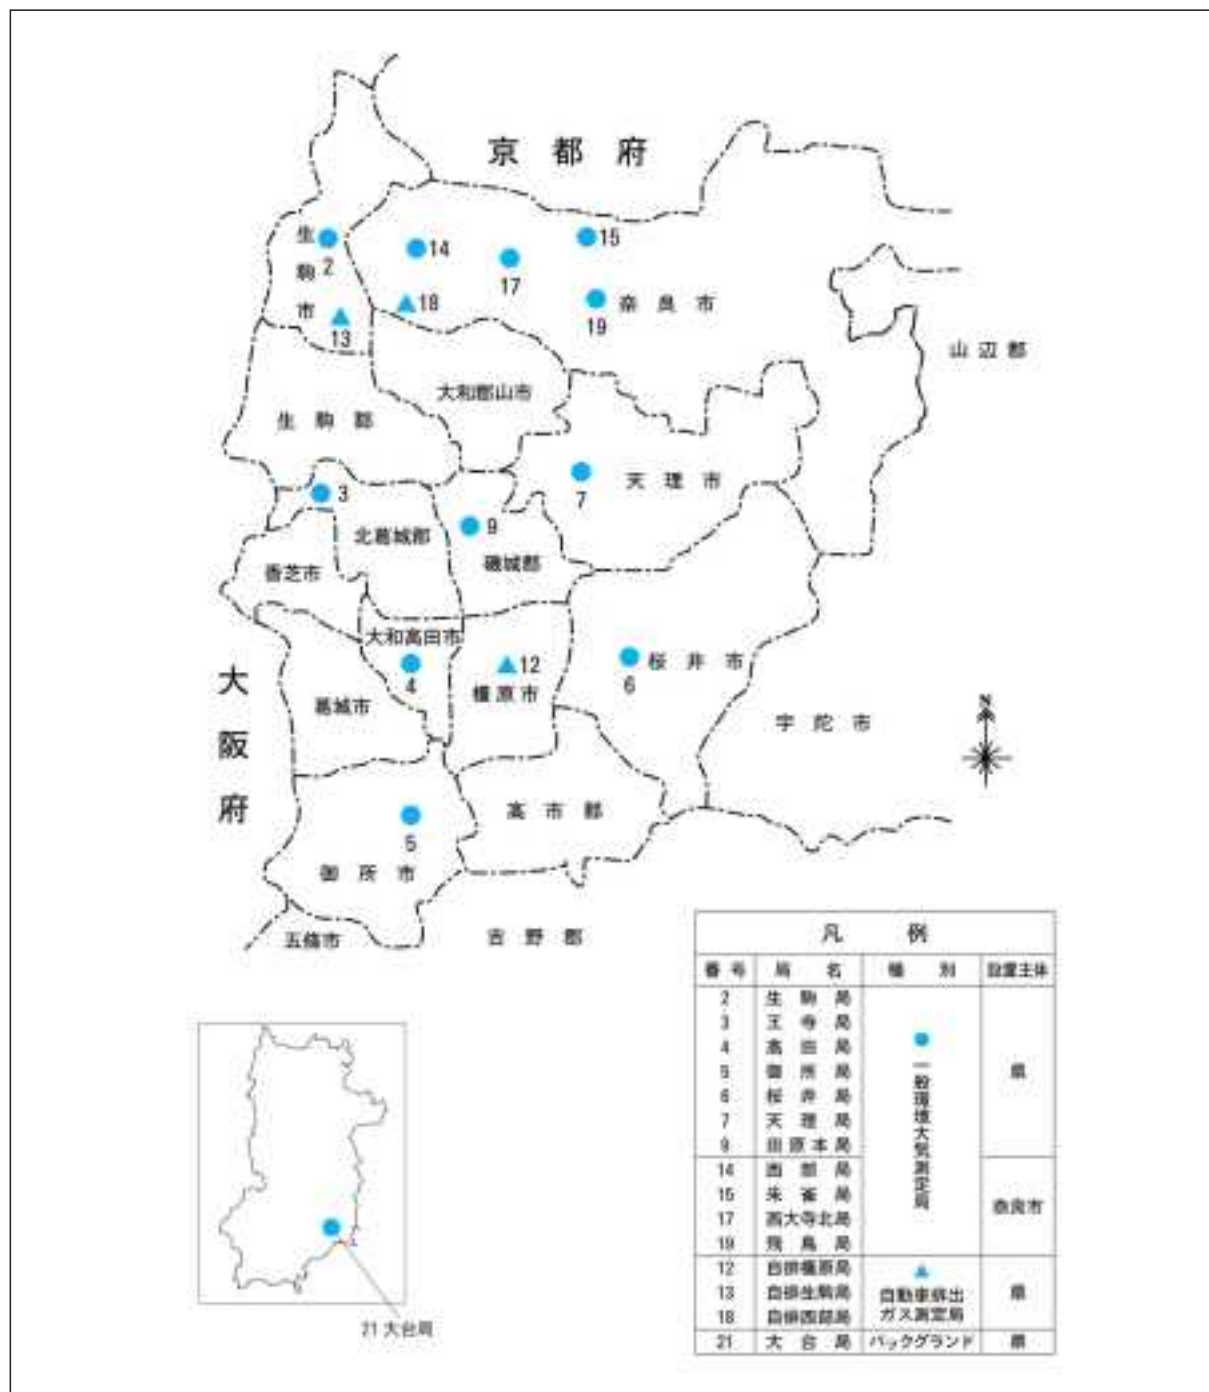 京都府
生駒市
2
14
17
15
18
19
奈良市
13
山辺郡
大和郡山市
生駒郡
天理市
7
3
北葛城郡
9
磯城郡
香芝市
大和高田市
4
12
橿原市
桜井市
6
大阪府
葛城市
宇陀市
N
高市郡
5
御所市
五條市
吉野郡
凡例
番号 局名 種別 設置主体
2 生駒局
3 王寺局
4 高田局
5 御所局
6 桜井局
7 天理局
9 田原本局
● 一般環境大気測定局
県
14 西部局
15 朱雀局
17 西大寺北局
19 飛鳥局
奈良市
12 自排橿原局
13 自排生駒局
18 自排西部局
▲ 自動車排出
ガス測定局
県
21 大台局 バックグランド 県
21 大台局